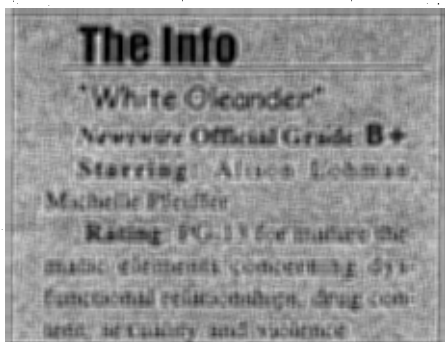 The Info
"White Oleander"
Newswire Official Grade B+
Starring: Alison Lohman,
Michelle Pfeiffer
Rating: PG-13 for mature the-
matic elements concerning dys-
functional relationships, drug con-
tent, sexuality and violence